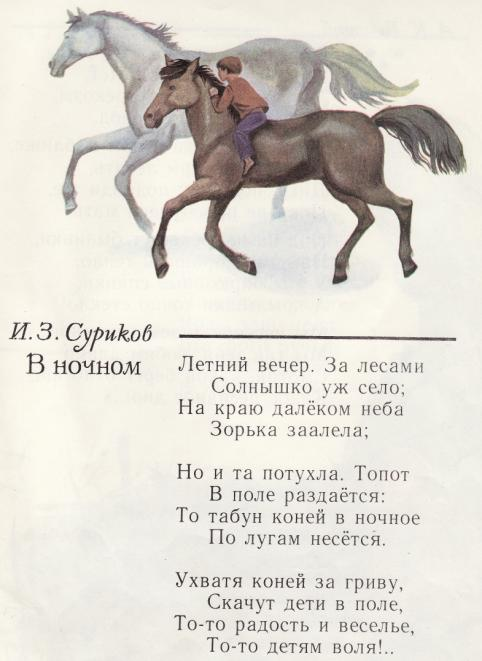 И. З. Суриков
В ночном
Летний вечер. За лесами
Солнышко уж село;
На краю далёком неба
Зорька заалела;
Но и та потухла. Топот
В поле раздаётся:
То табун коней в ночное
По лугам несётся.
Ухватя коней за гриву,
Скачут дети в поле,
То-то радость и веселье,
То-то детям воля!..